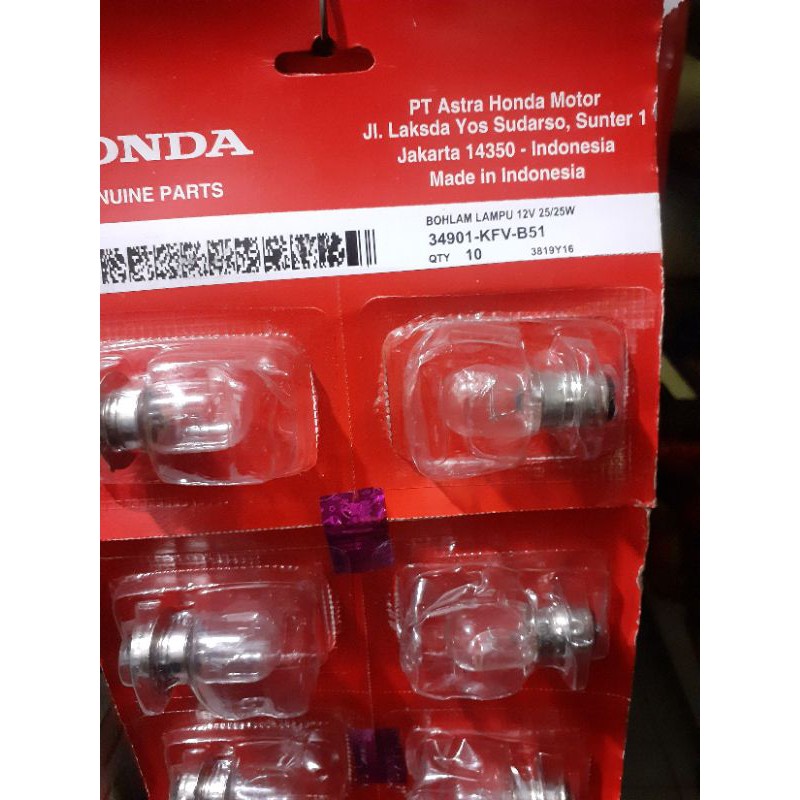 ONDA
NUINE PARTS
PT Astra Honda Motor
Jl. Laksda Yos Sudarso, Sunter 1
Jakarta 14350 - Indonesia
Made in Indonesia
BOHLAM LAMPU 12V 25/25W
34901-KFV-B51
QTY 10 3819Y16